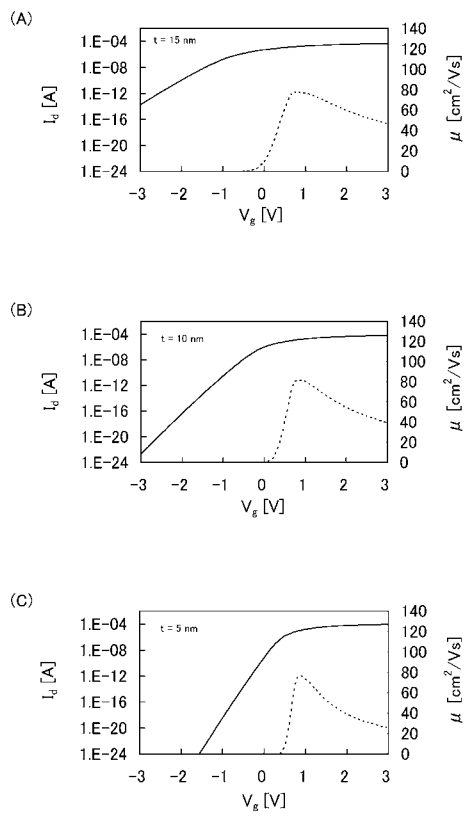 (A)
t = 15 nm
1.E-04
1.E-08
1.E-12
1.E-16
1.E-20
1.E-24
I_d [A]
140
120
100
80
60
40
20
0
μ [cm²/Vs]
-3 -2 -1 0 1 2 3
V_g [V]
(B)
t = 10 nm
1.E-04
1.E-08
1.E-12
1.E-16
1.E-20
1.E-24
I_d [A]
140
120
100
80
60
40
20
0
μ [cm²/Vs]
-3 -2 -1 0 1 2 3
V_g [V]
(C)
t = 5 nm
1.E-04
1.E-08
1.E-12
1.E-16
1.E-20
1.E-24
I_d [A]
140
120
100
80
60
40
20
0
μ [cm²/Vs]
-3 -2 -1 0 1 2 3
V_g [V]